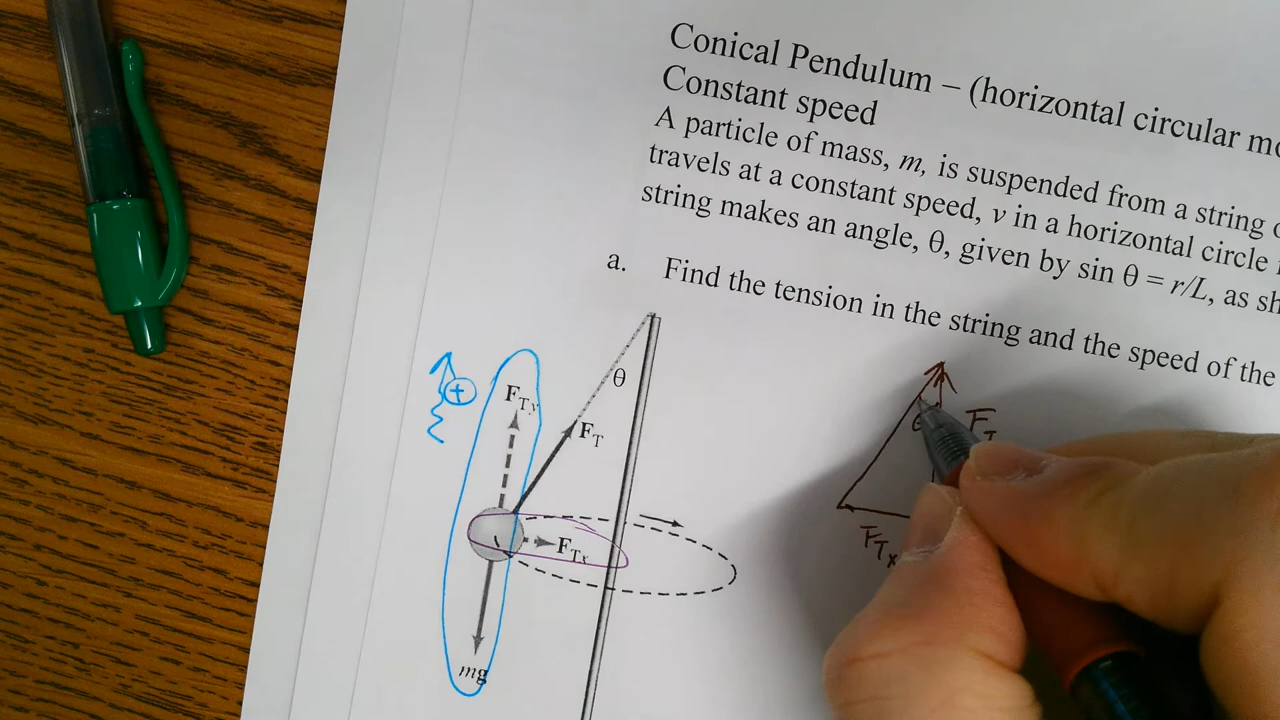 Conical Pendulum – (horizontal circular
Constant speed
A particle of mass, m, is suspended from a string
travels at a constant speed, v in a horizontal circle
string makes an angle, θ, given by sin θ = r/L, as
a. Find the tension in the string and the speed of the
θ
+
F_Ty
F_T
F_Tx
mg
θ
F_T
F_Tx